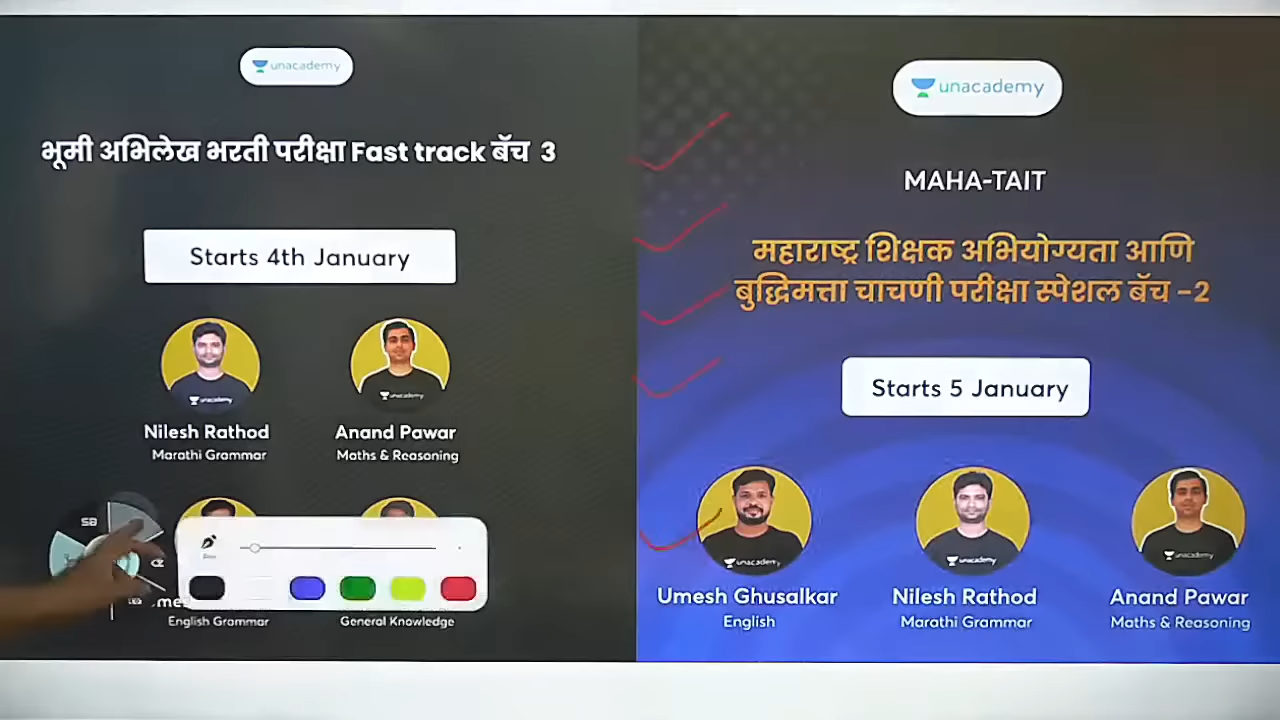 unacademy
भूमी अभिलेख भरती परीक्षा Fast track बॅच 3
Starts 4th January
Nilesh Rathod
Marathi Grammar
Anand Pawar
Maths & Reasoning
English Grammar
General Knowledge
unacademy
MAHA-TAIT
महाराष्ट्र शिक्षक अभियोग्यता आणि
बुद्धिमत्ता चाचणी परीक्षा स्पेशल बॅच -2
Starts 5 January
Umesh Ghusalkar
English
Nilesh Rathod
Marathi Grammar
Anand Pawar
Maths & Reasoning